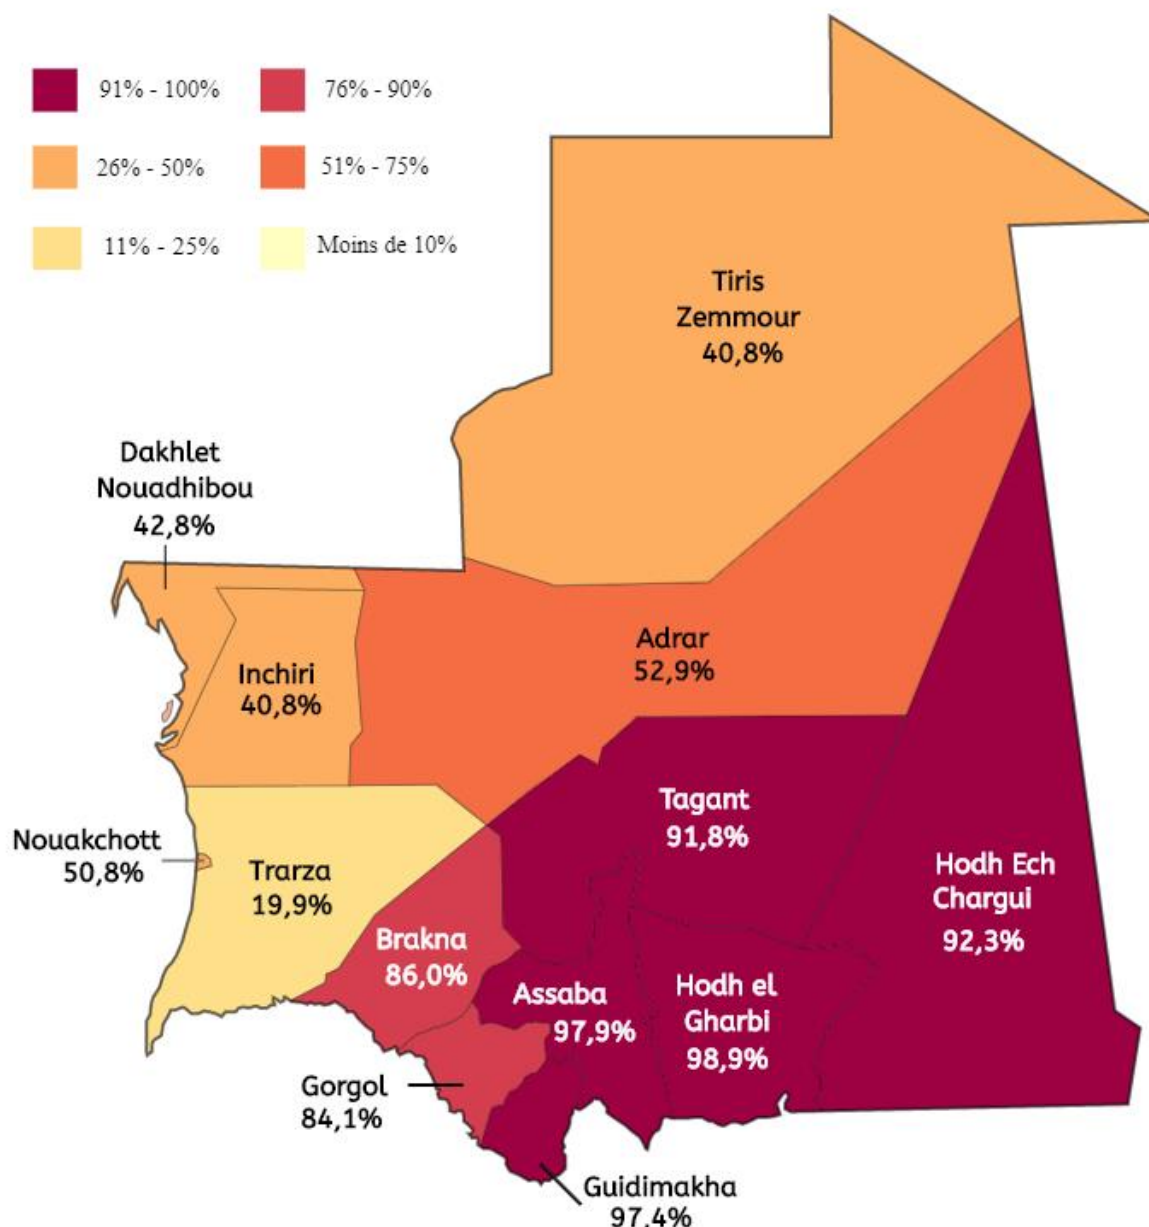 91% - 100%
76% - 90%
26% - 50%
51% - 75%
11% - 25%
Moins de 10%
Tiris
Zemmour
40,8%
Dakhlet
Nouadhibou
42,8%
Inchiri
40,8%
Adrar
52,9%
Tagant
91,8%
Nouakchott
50,8%
Trarza
19,9%
Hodh Ech
Chargui
92,3%
Brakna
86,0%
Assaba
97,9%
Hodh el
Gharbi
98,9%
Gorgol
84,1%
Guidimakha
97,4%